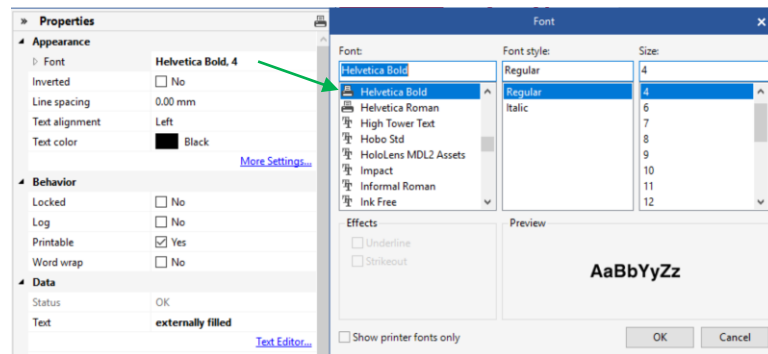 Properties
Appearance
Font Helvetica Bold, 4
Inverted No
Line spacing 0.00 mm
Text alignment Left
Text color Black
More Settings...
Behavior
Locked No
Log No
Printable Yes
Word wrap No
Data
Status OK
Text externally filled
Text Editor...
Font
Font: Font style: Size:
Helvetica Bold Regular 4
Helvetica Bold Regular 4
Helvetica Roman Italic 6
High Tower Text 7
Hobo Std 8
HoloLens MDL2 Assets 9
Impact 10
Informal Roman 11
Ink Free 12
Effects Preview
Underline
Strikeout
AaBbYyZz
Show printer fonts only OK Cancel